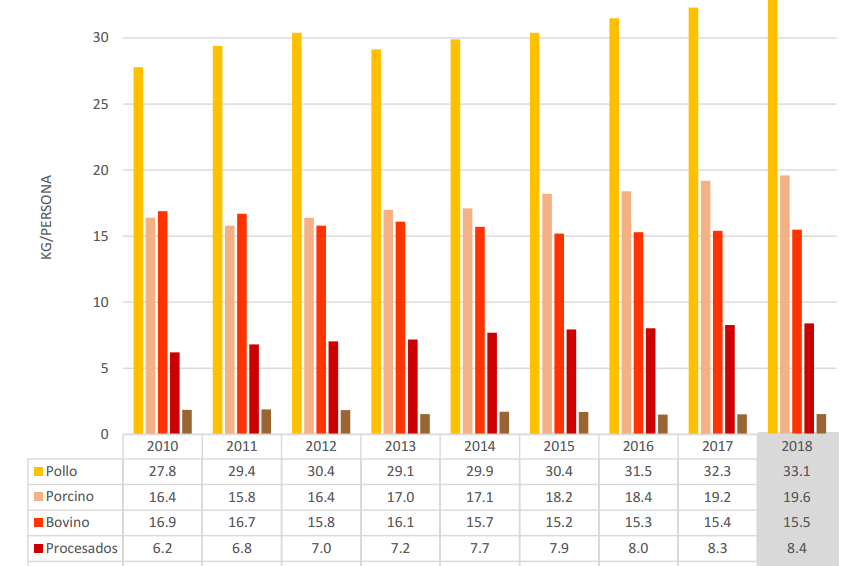 30
25
20
15
10
5
0
KG/PERSONA
2010 2011 2012 2013 2014 2015 2016 2017 2018
Pollo 27.8 29.4 30.4 29.1 29.9 30.4 31.5 32.3 33.1
Porcino 16.4 15.8 16.4 17.0 17.1 18.2 18.4 19.2 19.6
Bovino 16.9 16.7 15.8 16.1 15.7 15.2 15.3 15.4 15.5
Procesados 6.2 6.8 7.0 7.2 7.7 7.9 8.0 8.3 8.4